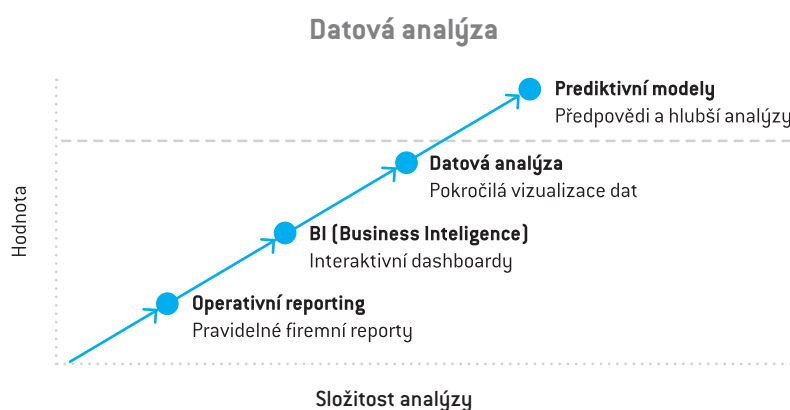 Datová analýza
Prediktivní modely
Předpovědi a hlubší analýzy
Datová analýza
Pokročilá vizualizace dat
Hodnota
BI (Business Inteligence)
Interaktivní dashboardy
Operativní reporting
Pravidelné firemní reporty
Složitost analýzy